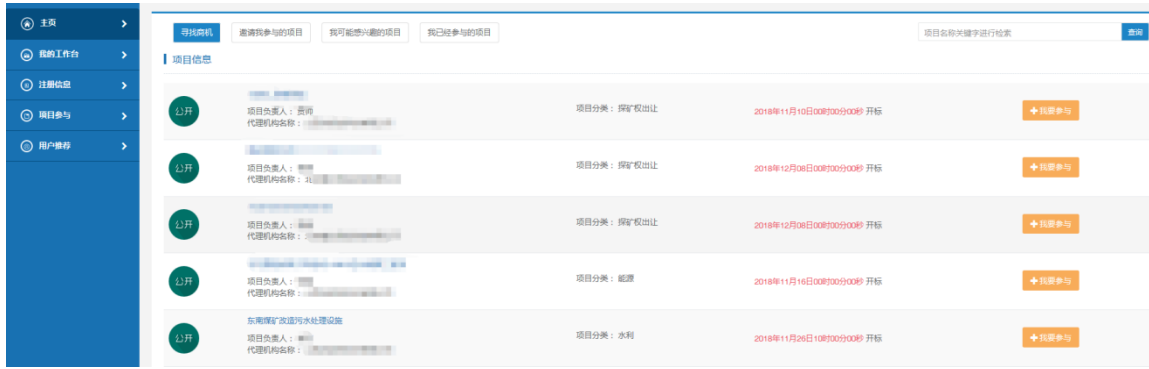 主页
我的工作台
注册信息
项目参与
用户推荐
寻找商机 邀请我参与的项目 我可能感兴趣的项目 我已经参与的项目 项目名称关键字进行检索 查询
项目信息
公开
项目负责人：
代理机构名称：
项目分类： 探矿权出让
2018年11月10日00时00分00秒 开标
我要参与
公开
项目负责人：
代理机构名称：
项目分类： 探矿权出让
2018年12月08日00时00分00秒 开标
我要参与
公开
项目负责人：
代理机构名称：
项目分类： 探矿权出让
2018年12月08日00时00分00秒 开标
我要参与
公开
项目负责人：
代理机构名称：
项目分类： 能源
2018年11月16日00时00分00秒 开标
我要参与
公开
东南煤矿改造污水处理设施
项目负责人：
代理机构名称：
项目分类： 水利
2018年11月26日10时00分00秒 开标
我要参与